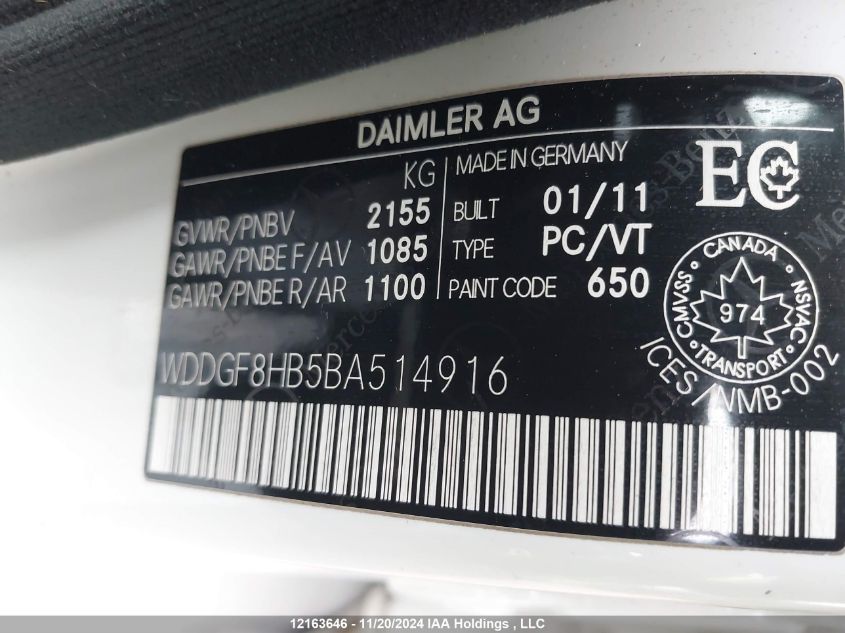 DAIMLER AG
KG
GVWR/PNBV 2155
GAWR/PNBE F/AV 1085
GAWR/PNBE R/AR 1100
MADE IN GERMANY
BUILT 01/11
TYPE PC/VT
PAINT CODE 650
EC
CANADA
CMVSS 974 NSVAC
TRANSPORT
ICES/NMB-002
WDDGF8HB5BA514916
12163646 - 11/20/2024 IAA Holdings , LLC